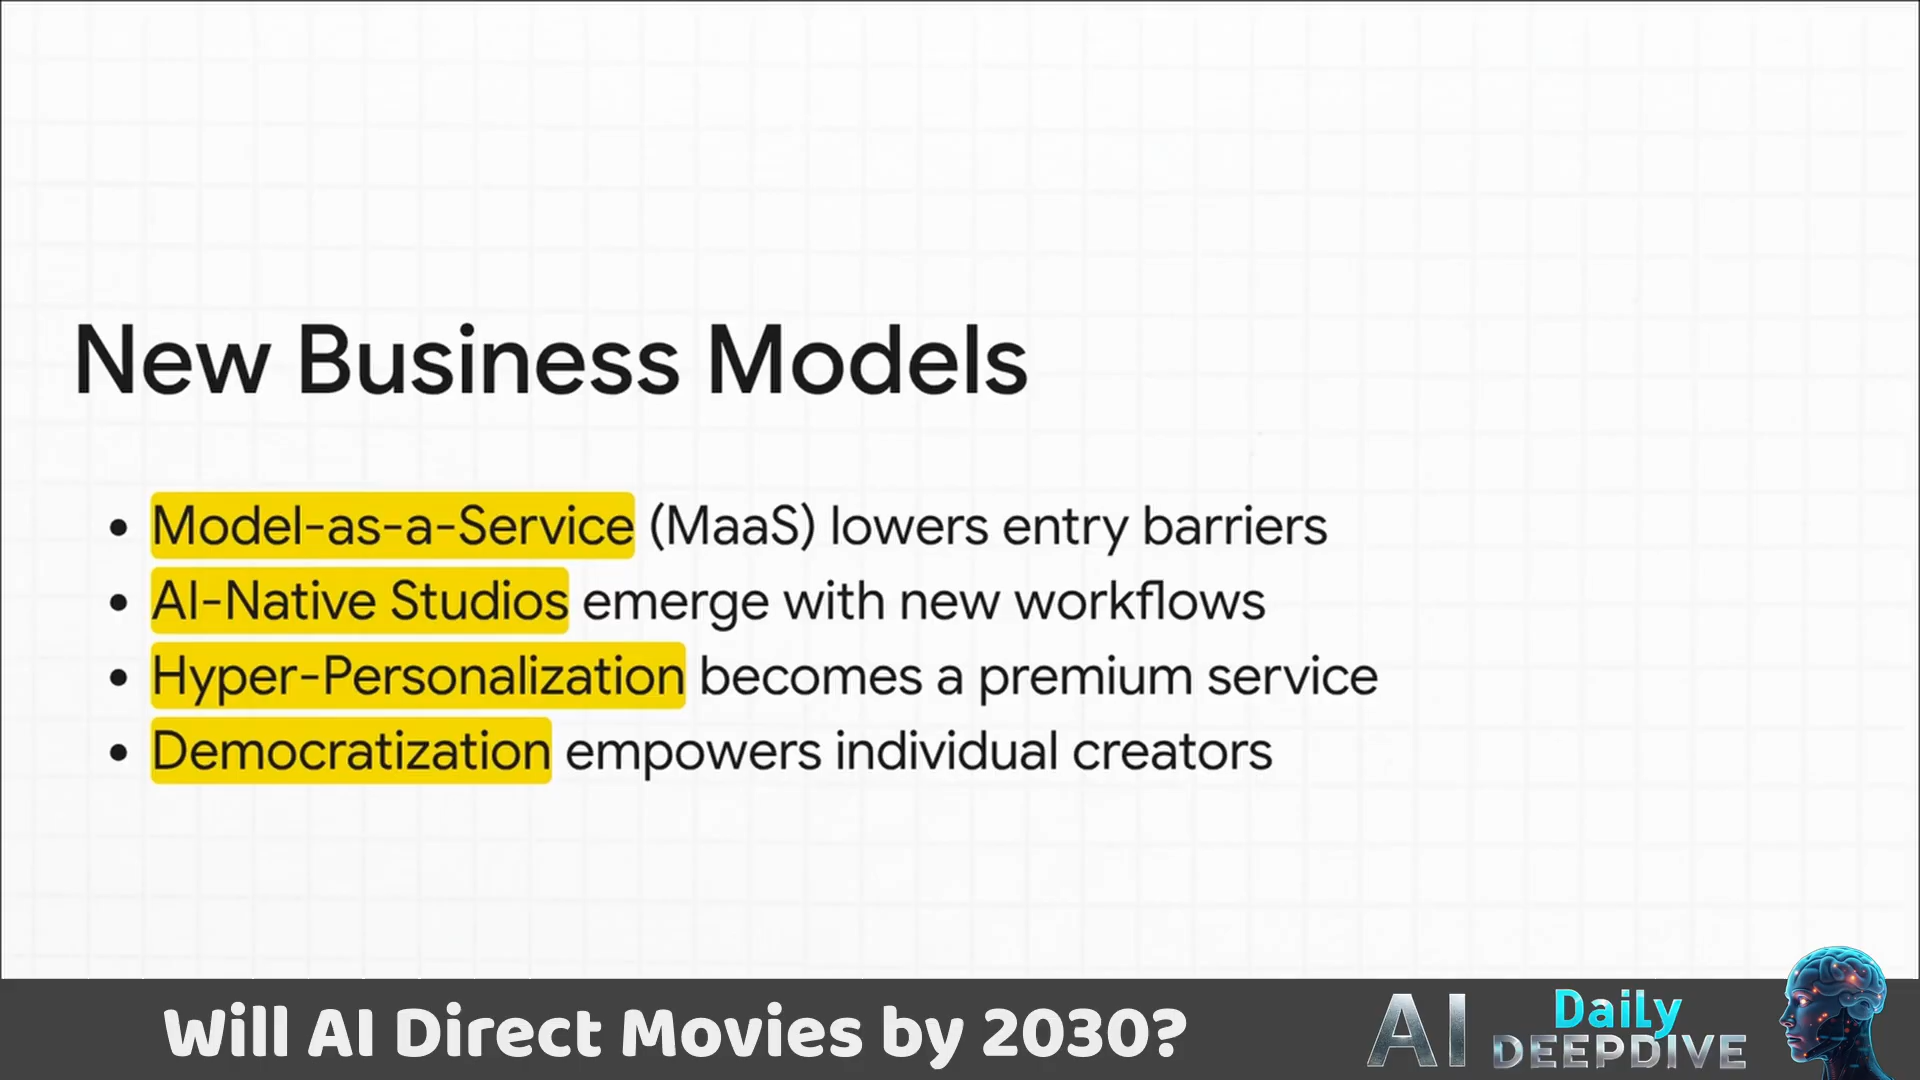 New Business Models
• Model-as-a-Service (MaaS) lowers entry barriers
• AI-Native Studios emerge with new workflows
• Hyper-Personalization becomes a premium service
• Democratization empowers individual creators
Will AI Direct Movies by 2030?
AI Daily
DEEPDIVE